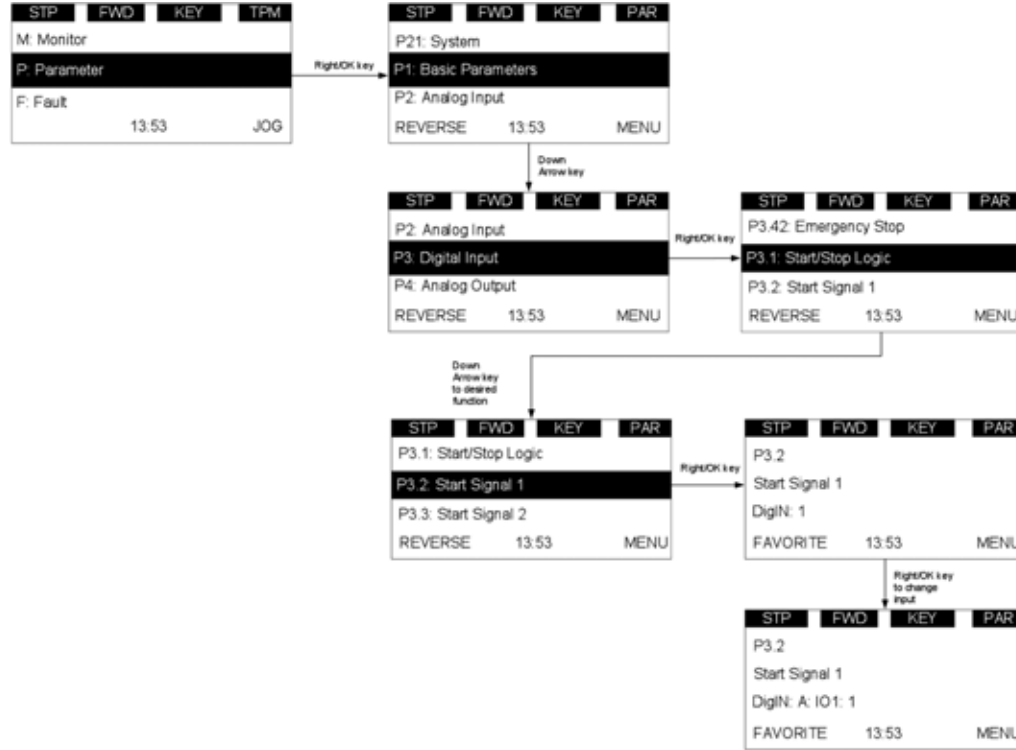 STP FWD KEY TPM
M: Monitor
P: Parameter
F: Fault
13:53 JOG
Right/OK key
STP FWD KEY PAR
P21: System
P1: Basic Parameters
P2: Analog Input
REVERSE 13:53 MENU
Down
Arrow key
STP FWD KEY PAR
P2: Analog Input
P3: Digital Input
P4: Analog Output
REVERSE 13:53 MENU
Right/OK key
STP FWD KEY PAR
P3.42: Emergency Stop
P3.1: Start/Stop Logic
P3.2: Start Signal 1
REVERSE 13:53 MENU
Down
Arrow key
to desired
function
STP FWD KEY PAR
P3.1: Start/Stop Logic
P3.2: Start Signal 1
P3.3: Start Signal 2
REVERSE 13:53 MENU
Right/OK key
STP FWD KEY PAR
P3.2
Start Signal 1
DigIN: 1
FAVORITE 13:53 MENU
Right/OK key
to change
input
STP FWD KEY PAR
P3.2
Start Signal 1
DigIN: A: IO1: 1
FAVORITE 13:53 MENU